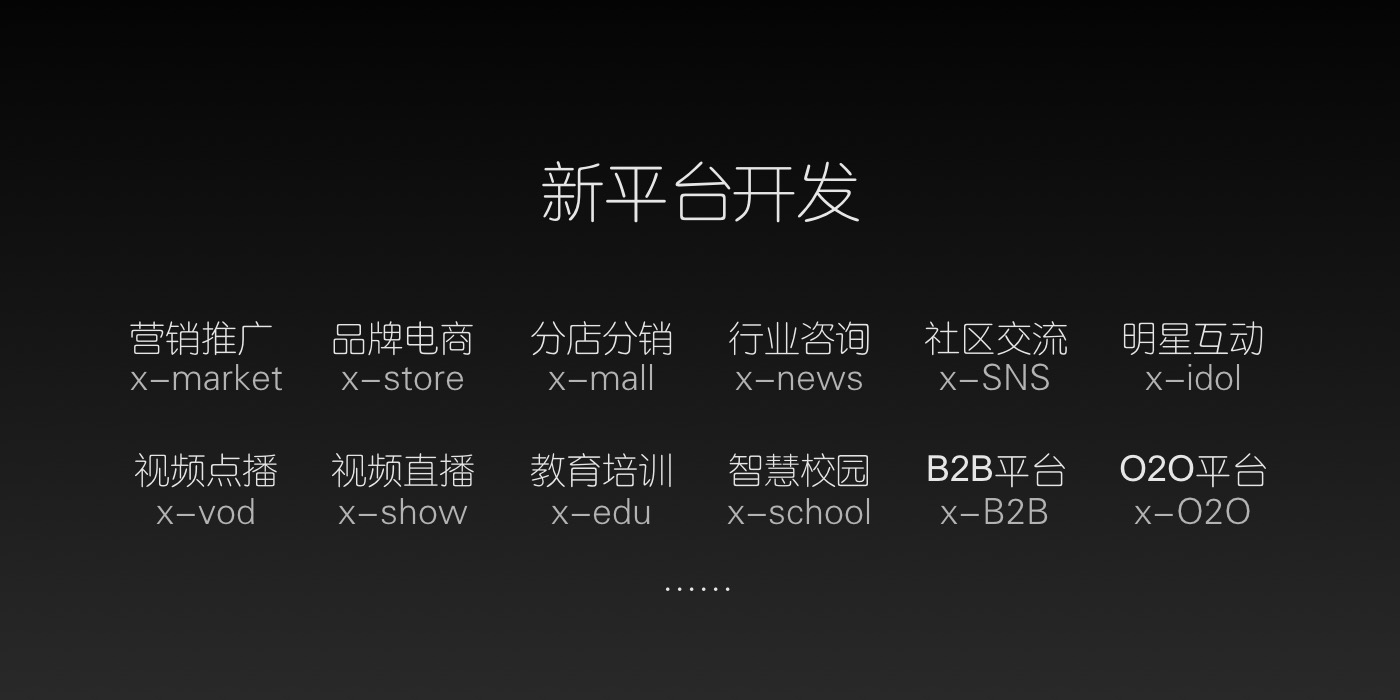 新平台开发
营销推广 品牌电商 分店分销 行业咨询 社区交流 明星互动
x–market x–store x–mall x–news x–SNS x–idol
视频点播 视频直播 教育培训 智慧校园 B2B平台 O2O平台
x–vod x–show x–edu x–school x–B2B x–O2O
······